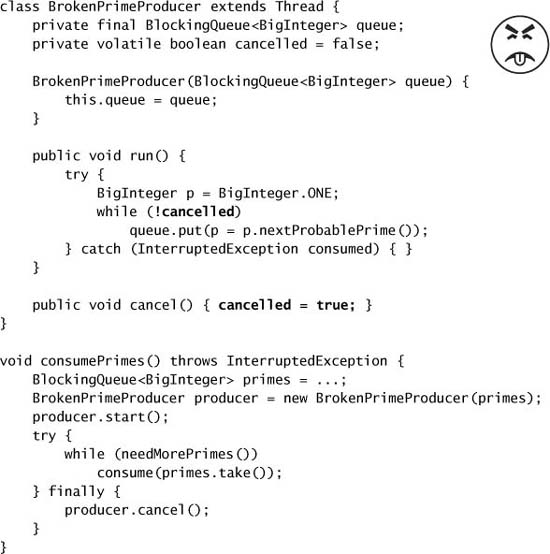 class BrokenPrimeProducer extends Thread {
    private final BlockingQueue<BigInteger> queue;
    private volatile boolean cancelled = false;

    BrokenPrimeProducer(BlockingQueue<BigInteger> queue) {
        this.queue = queue;
    }

    public void run() {
        try {
            BigInteger p = BigInteger.ONE;
            while (!cancelled)
                queue.put(p = p.nextProbablePrime());
        } catch (InterruptedException consumed) { }
    }

    public void cancel() { cancelled = true; }
}

void consumePrimes() throws InterruptedException {
    BlockingQueue<BigInteger> primes = ...;
    BrokenPrimeProducer producer = new BrokenPrimeProducer(primes);
    producer.start();
    try {
        while (needMorePrimes())
            consume(primes.take());
    } finally {
        producer.cancel();
    }
}